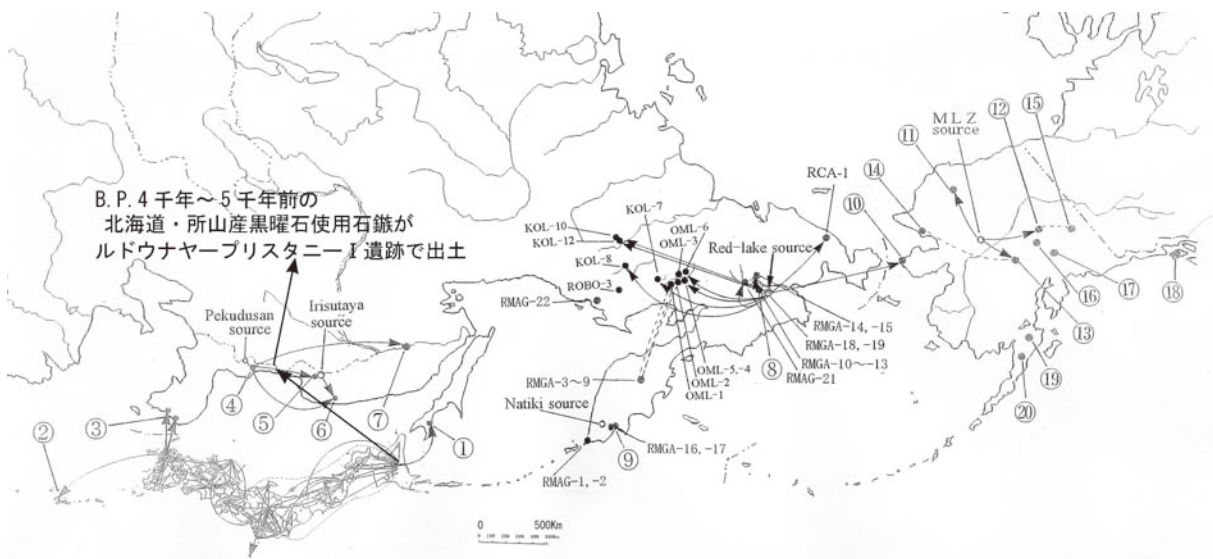 B.P.4千年～5千年前の
北海道・所山産黒曜石使用石鏃が
ルドウナヤープリスタニーⅠ遺跡で出土
Pekudusan
source
Irisutaya
source
①
②
③
④
⑤
⑥
⑦
KOL-10
KOL-12
KOL-8
ROBO-3
RMAG-22
KOL-7
OML-6
OML-3
Red-lake source
RCA-1
RMGA-3～9
Natiki source
RMAG-1, -2
⑨
RMGA-16, -17
OML-5, -4
OML-2
OML-1
⑧
RMGA-14, -15
RMGA-18, -19
RMGA-10～-13
RMAG-21
⑩
⑪
⑭
MLZ
source
⑫
⑮
⑯
⑰
⑱
⑬
⑲
⑳
0 500Km